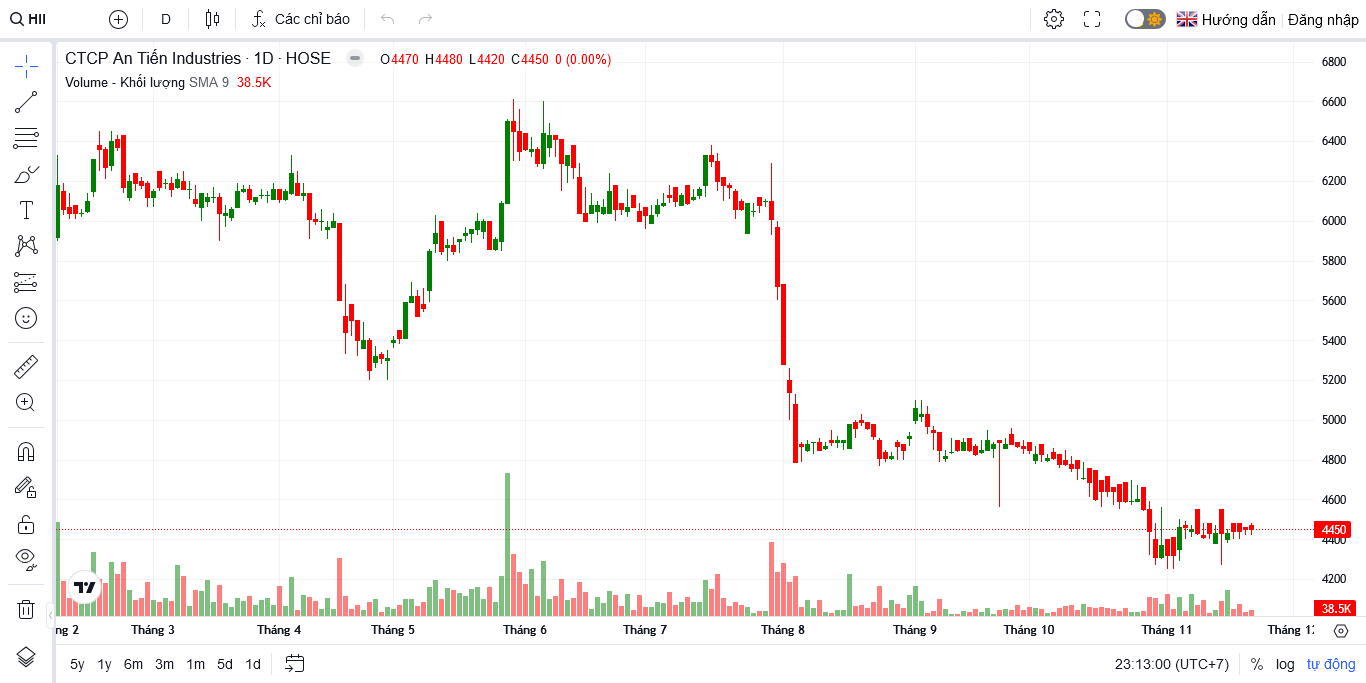 HII
D
Các chỉ báo
Hướng dẫn
Đăng nhập
CTCP An Tiến Industries · 1D · HOSE
O4470 H4480 L4420 C4450 0 (0.00%)
Volume - Khối lượng SMA 9 38.5K
6800
6600
6400
6200
6000
5800
5600
5400
5200
5000
4800
4600
4450
4400
4200
38.5K
ng 2
Tháng 3
Tháng 4
Tháng 5
Tháng 6
Tháng 7
Tháng 8
Tháng 9
Tháng 10
Tháng 11
Tháng 12
5y 1y 6m 3m 1m 5d 1d
23:13:00 (UTC+7)
% log tự động